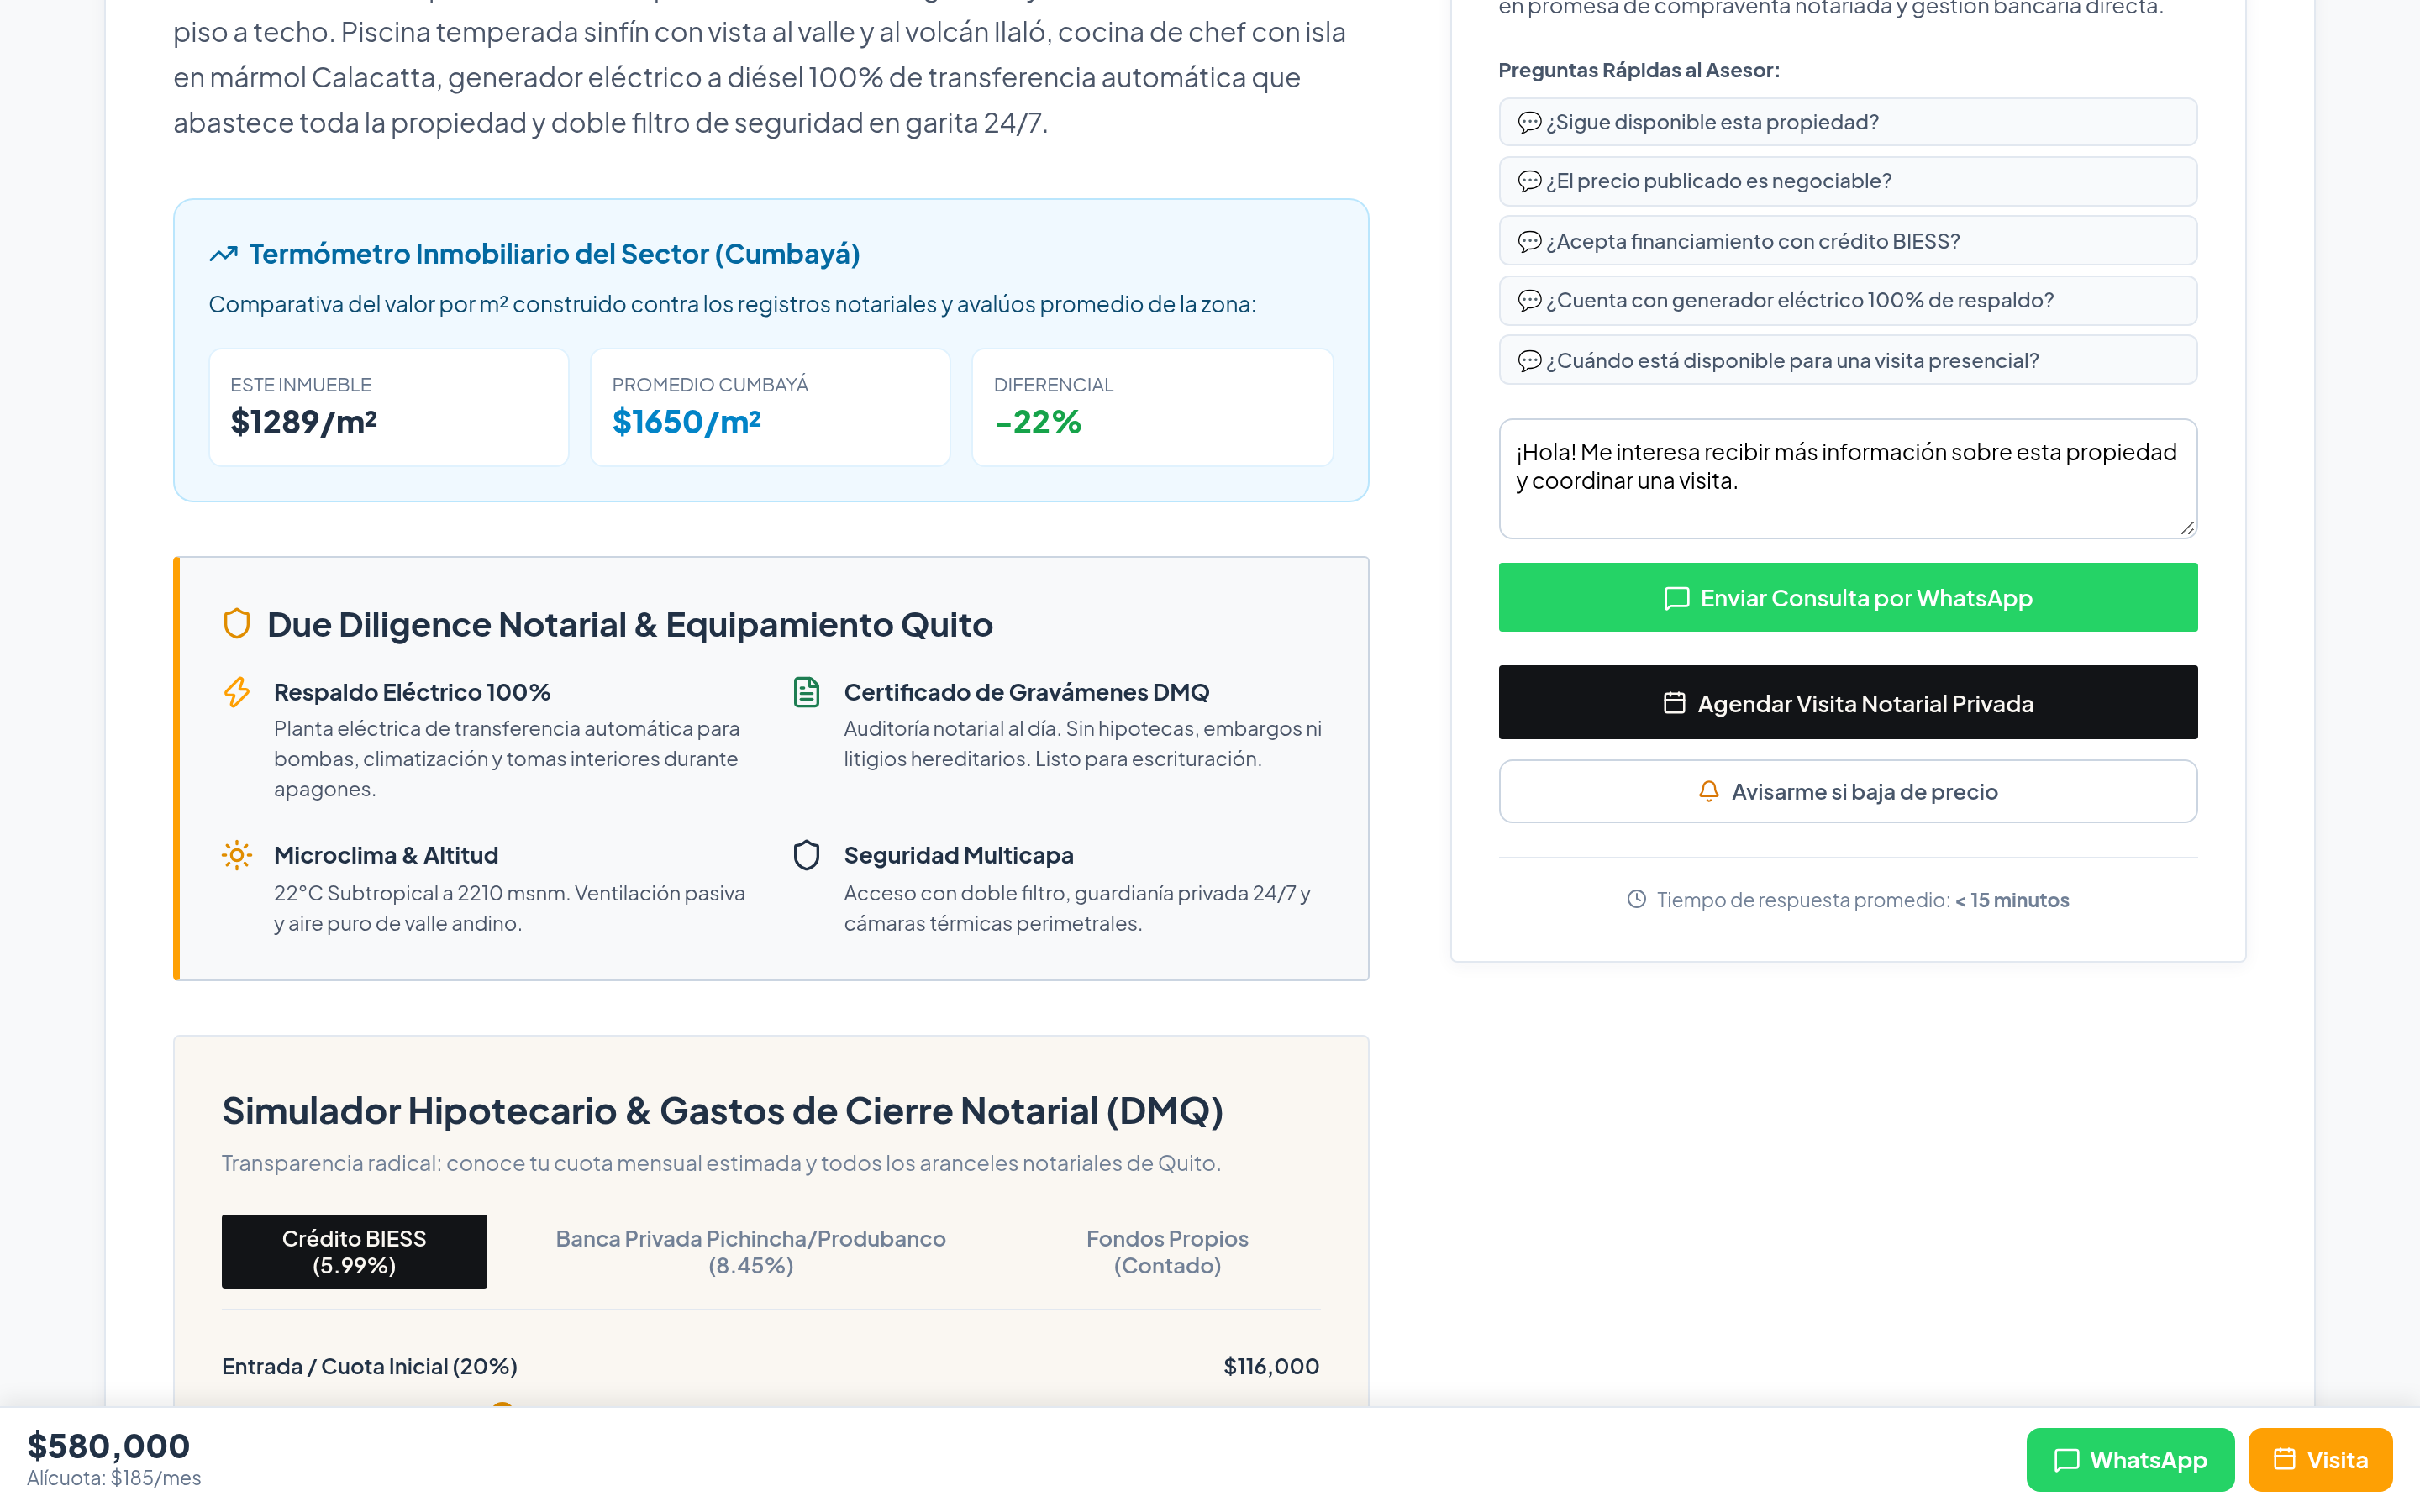 piso a techo. Piscina temperada sinfín con vista al valle y al volcán Ilaló, cocina de chef con isla
en mármol Calacatta, generador eléctrico a diésel 100% de transferencia automática que
abastece toda la propiedad y doble filtro de seguridad en garita 24/7.
Termómetro Inmobiliario del Sector (Cumbayá)
Comparativa del valor por m² construido contra los registros notariales y avalúos promedio de la zona:
ESTE INMUEBLE
$1289/m²
PROMEDIO CUMBAYÁ
$1650/m²
DIFERENCIAL
-22%
Due Diligence Notarial & Equipamiento Quito
Respaldo Eléctrico 100%
Planta eléctrica de transferencia automática para
bombas, climatización y tomas interiores durante
apagones.
Certificado de Gravámenes DMQ
Auditoría notarial al día. Sin hipotecas, embargos ni
litigios hereditarios. Listo para escrituración.
Microclima & Altitud
22°C Subtropical a 2210 msnm. Ventilación pasiva
y aire puro de valle andino.
Seguridad Multicapa
Acceso con doble filtro, guardianía privada 24/7 y
cámaras térmicas perimetrales.
Simulador Hipotecario & Gastos de Cierre Notarial (DMQ)
Transparencia radical: conoce tu cuota mensual estimada y todos los aranceles notariales de Quito.
Crédito BIESS
(5.99%)
Banca Privada Pichincha/Produbanco
(8.45%)
Fondos Propios
(Contado)
Entrada / Cuota Inicial (20%)
$116,000
en promesa de compraventa notariada y gestión bancaria directa.
Preguntas Rápidas al Asesor:
💬 ¿Sigue disponible esta propiedad?
💬 ¿El precio publicado es negociable?
💬 ¿Acepta financiamiento con crédito BIESS?
💬 ¿Cuenta con generador eléctrico 100% de respaldo?
💬 ¿Cuándo está disponible para una visita presencial?
¡Hola! Me interesa recibir más información sobre esta propiedad
y coordinar una visita.
Enviar Consulta por WhatsApp
Agendar Visita Notarial Privada
Avisarme si baja de precio
Tiempo de respuesta promedio: < 15 minutos
$580,000
Alícuota: $185/mes
WhatsApp
Visita